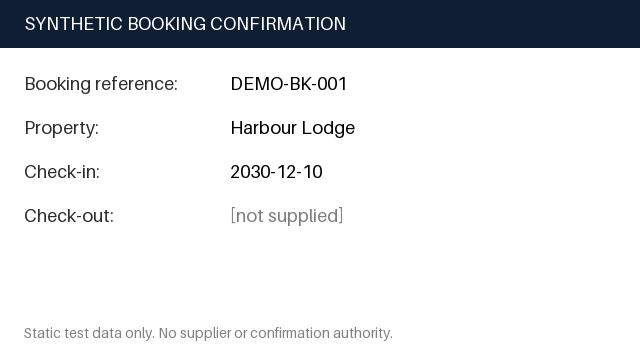 SYNTHETIC BOOKING CONFIRMATION
Booking reference: DEMO-BK-001
Property: Harbour Lodge
Check-in: 2030-12-10
Check-out: [not supplied]
Static test data only. No supplier or confirmation authority.